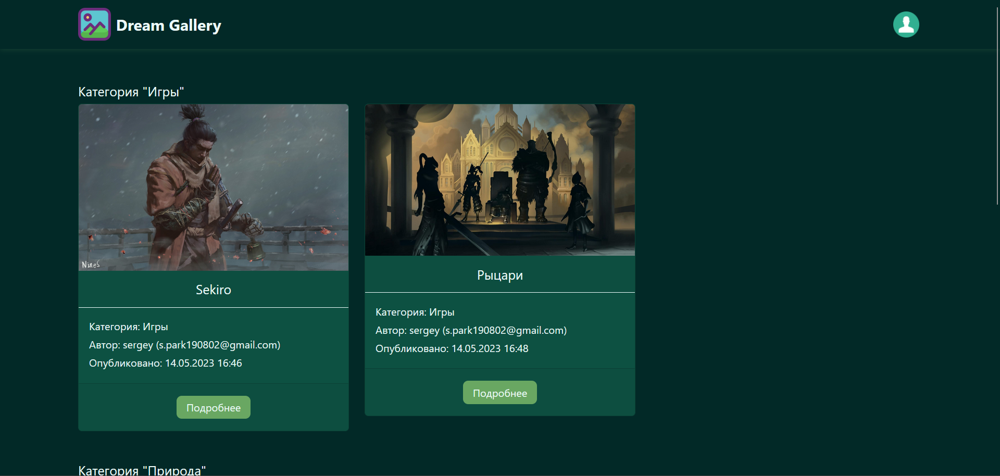 Dream Gallery
Категория "Игры"
NineS
Sekiro
Категория: Игры
Автор: sergey (s.park190802@gmail.com)
Опубликовано: 14.05.2023 16:46
Подробнее
Рыцари
Категория: Игры
Автор: sergey (s.park190802@gmail.com)
Опубликовано: 14.05.2023 16:48
Подробнее
Категория "Природа"